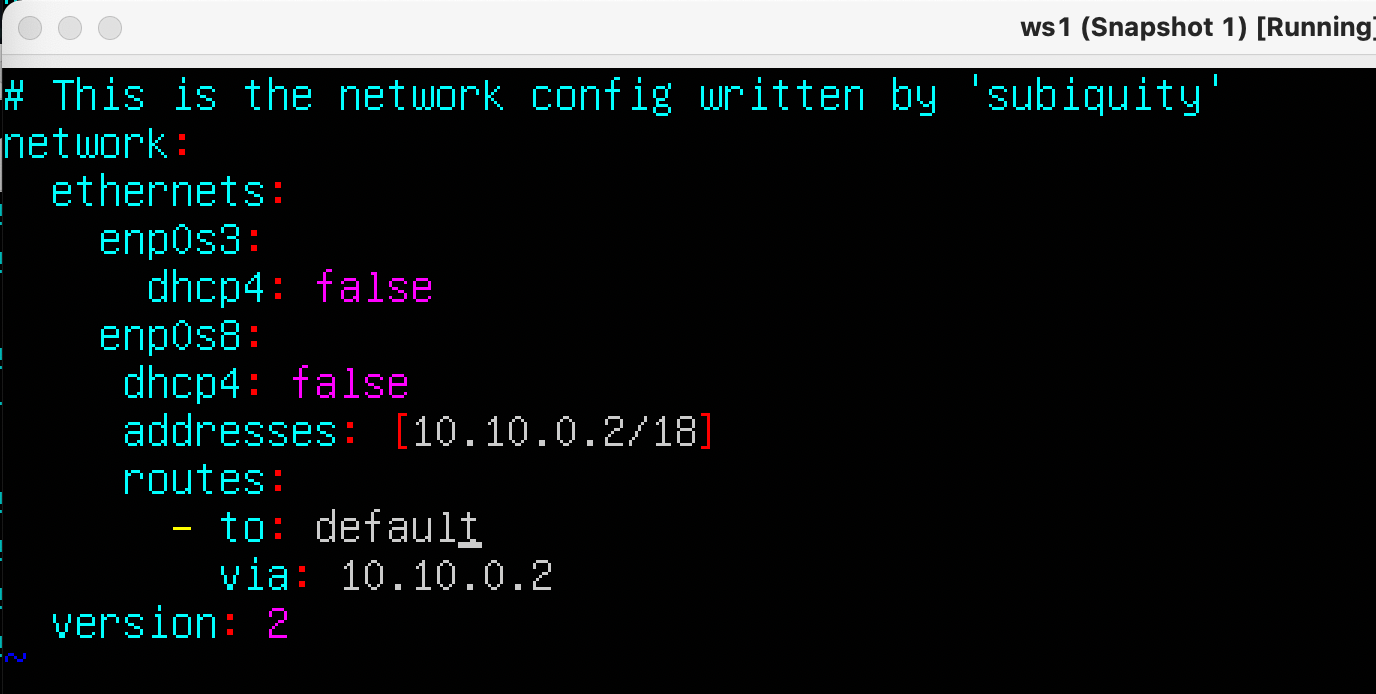 ws1 (Snapshot 1) [Running]
# This is the network config written by 'subiquity'
network:
  ethernets:
    enp0s3:
      dhcp4: false
    enp0s8:
     dhcp4: false
     addresses: [10.10.0.2/18]
     routes:
       - to: default
         via: 10.10.0.2
  version: 2
~